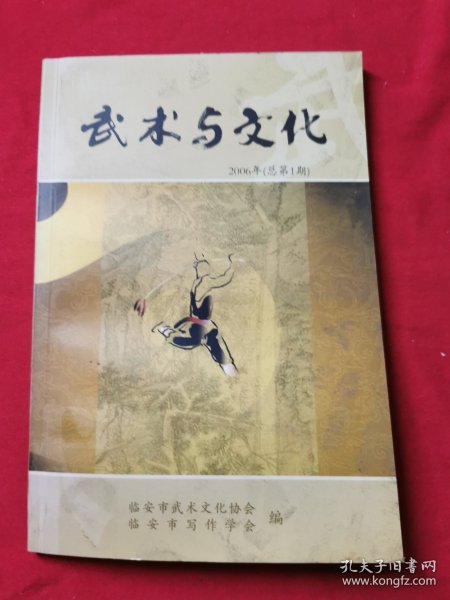 武术与文化
2006年(总第1期)
临安市武术文化协会
临安市写作学会
编
孔夫子旧书网
www.kongfz.com